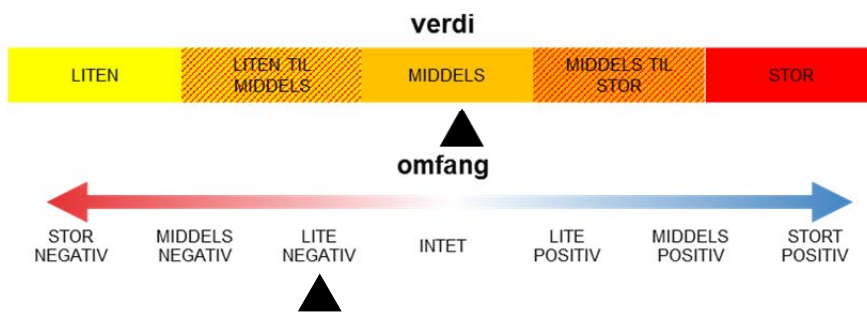 verdi
LITEN
LITEN TIL
MIDDELS
MIDDELS
MIDDELS TIL
STOR
STOR
omfang
STOR
NEGATIV
MIDDELS
NEGATIV
LITE
NEGATIV
INTET
LITE
POSITIV
MIDDELS
POSITIV
STORT
POSITIV